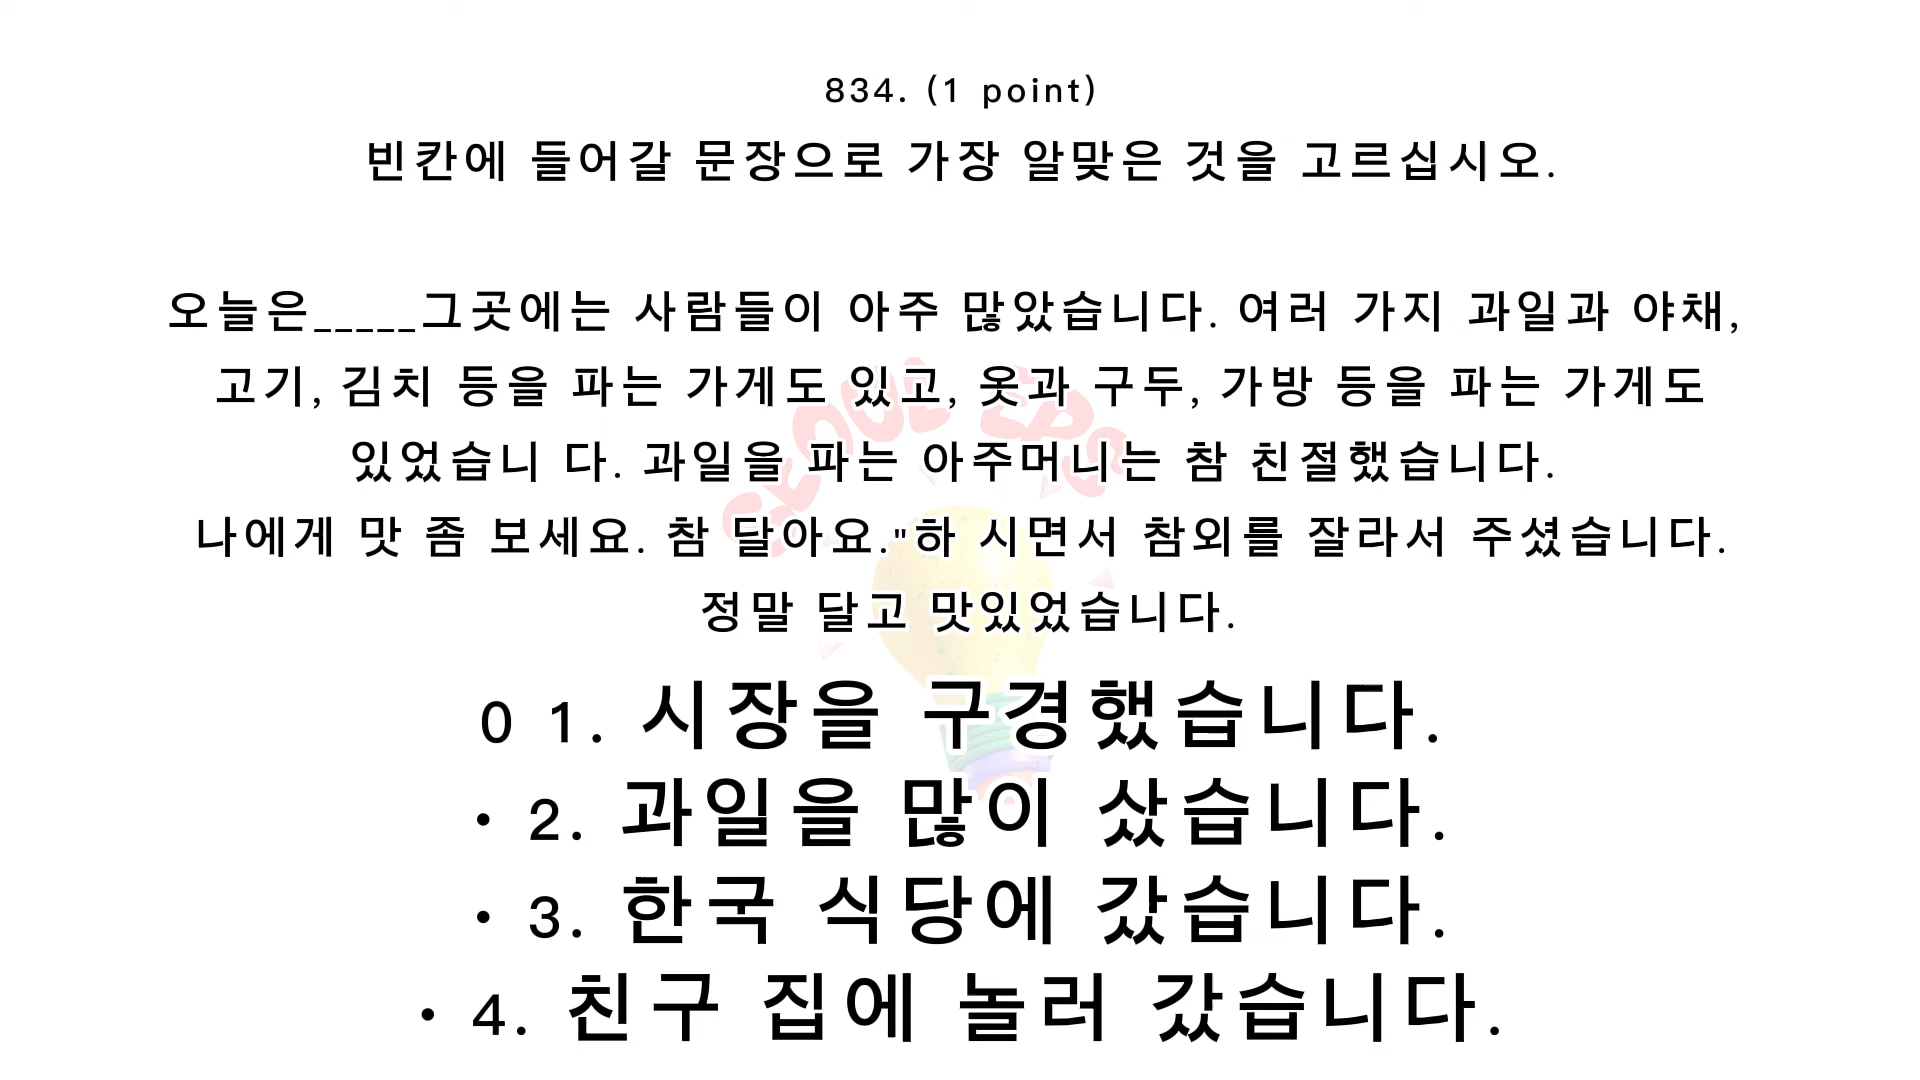 834. (1 point)
빈칸에 들어갈 문장으로 가장 알맞은 것을 고르십시오.
오늘은_____그곳에는 사람들이 아주 많았습니다. 여러 가지 과일과 야채,
고기, 김치 등을 파는 가게도 있고, 옷과 구두, 가방 등을 파는 가게도
있었습니 다. 과일을 파는 아주머니는 참 친절했습니다.
나에게 맛 좀 보세요. 참 달아요."하 시면서 참외를 잘라서 주셨습니다.
정말 달고 맛있었습니다.
0 1. 시장을 구경했습니다.
• 2. 과일을 많이 샀습니다.
• 3. 한국 식당에 갔습니다.
• 4. 친구 집에 놀러 갔습니다.